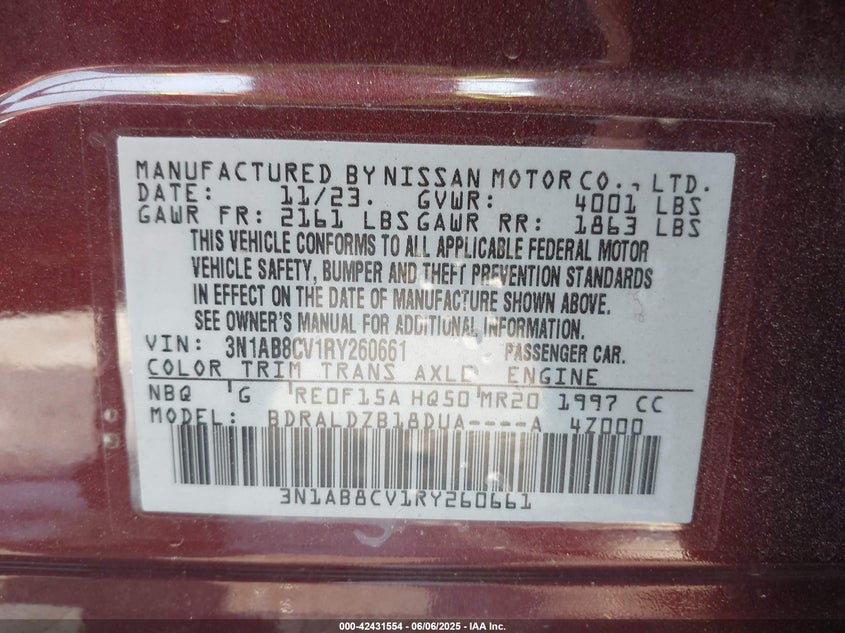 MANUFACTURED BY NISSAN MOTOR CO., LTD.
DATE: 11/23. GVWR: 4001 LBS
GAWR FR: 2161 LBS GAWR RR: 1863 LBS
THIS VEHICLE CONFORMS TO ALL APPLICABLE FEDERAL MOTOR
VEHICLE SAFETY, BUMPER AND THEFT PREVENTION STANDARDS
IN EFFECT ON THE DATE OF MANUFACTURE SHOWN ABOVE.
SEE OWNER'S MANUAL FOR ADDITIONAL INFORMATION.
VIN: 3N1AB8CV1RY260661 PASSENGER CAR.
COLOR TRIM TRANS AXLE ENGINE
NBQ G RE0F15A HQ50 MR20 1997 CC
MODEL: BDRALDZB18DUA----A 4Z000
3N1AB8CV1RY260661
000-42431554 - 06/06/2025 - IAA Inc.